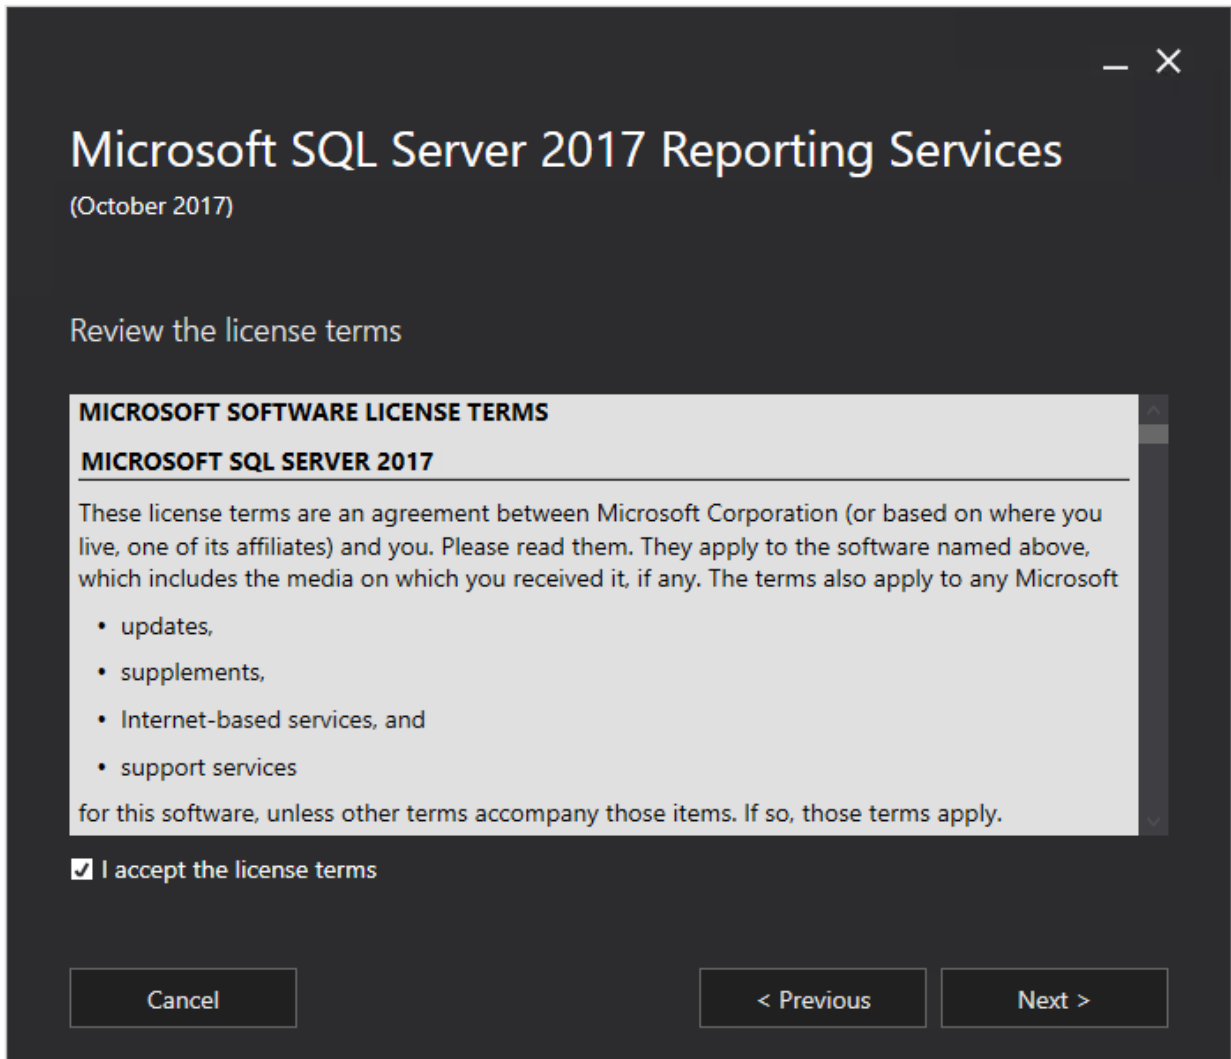 Microsoft SQL Server 2017 Reporting Services
(October 2017)
Review the license terms
MICROSOFT SOFTWARE LICENSE TERMS
MICROSOFT SQL SERVER 2017
These license terms are an agreement between Microsoft Corporation (or based on where you
live, one of its affiliates) and you. Please read them. They apply to the software named above,
which includes the media on which you received it, if any. The terms also apply to any Microsoft
• updates,
• supplements,
• Internet-based services, and
• support services
for this software, unless other terms accompany those items. If so, those terms apply.
I accept the license terms
Cancel
< Previous
Next >